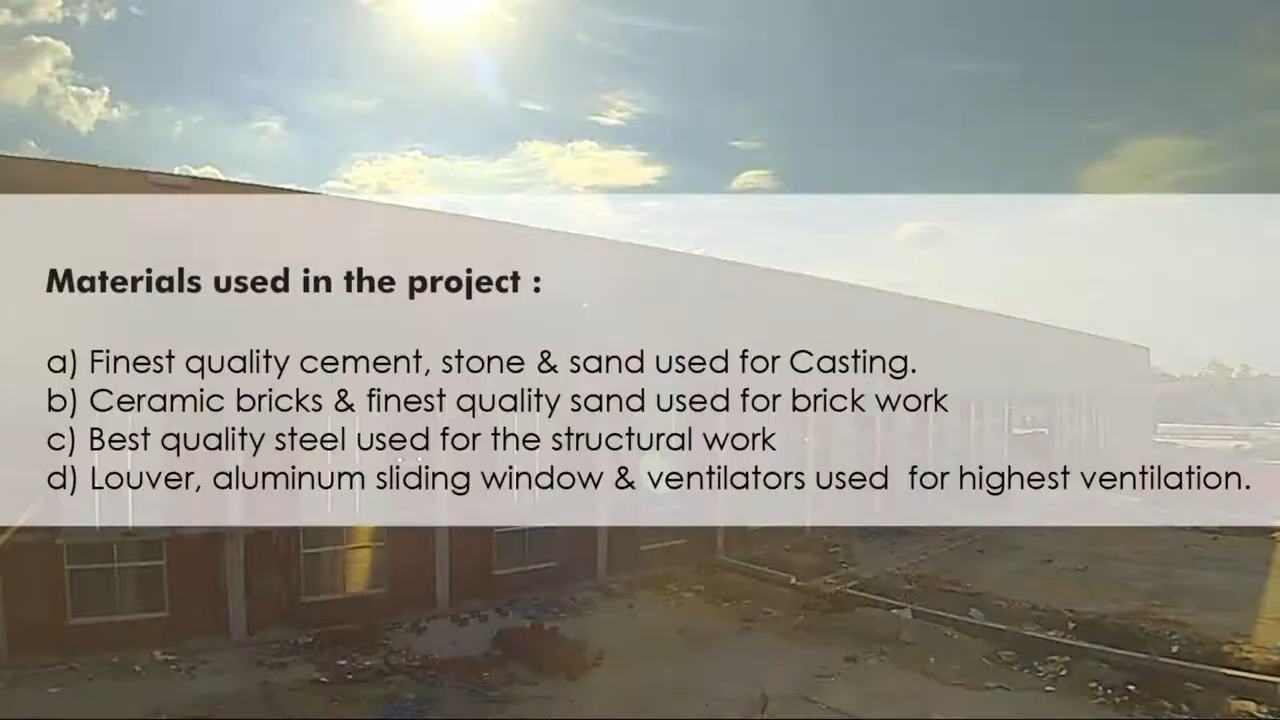 Materials used in the project :
a) Finest quality cement, stone & sand used for Casting.
b) Ceramic bricks & finest quality sand used for brick work
c) Best quality steel used for the structural work
d) Louver, aluminum sliding window & ventilators used  for highest ventilation.